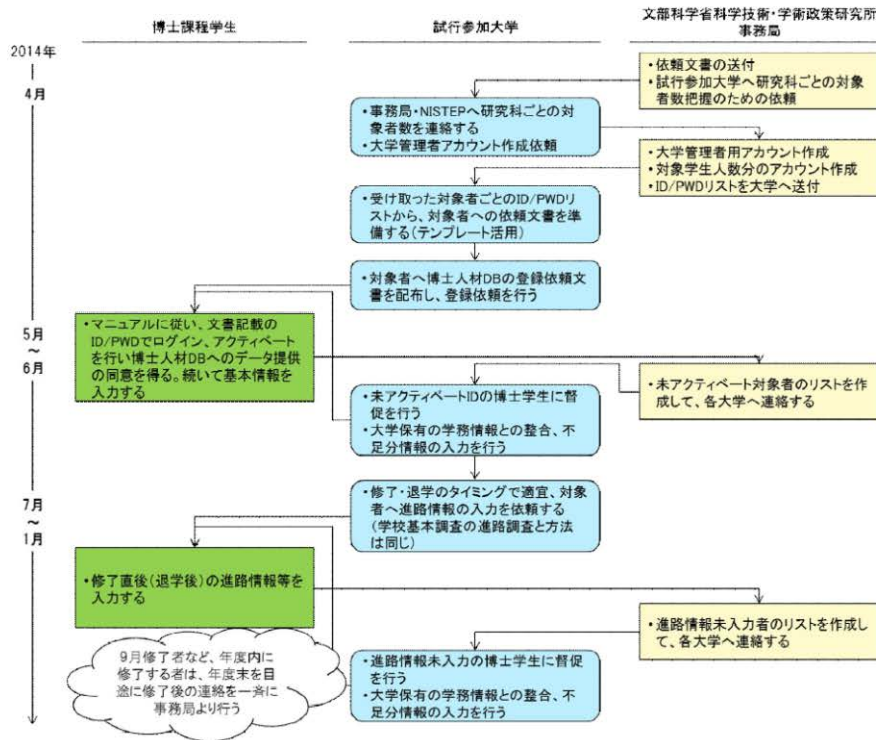 博士課程学生
試行参加大学
文部科学省科学技術・学術政策研究所
事務局
2014年
4月
・依頼文書の送付
・試行参加大学へ研究科ごとの対象
者数把握のための依頼
・事務局・NISTEPへ研究科ごとの対
象者数を連絡する
・大学管理者アカウント作成依頼
・大学管理者用アカウント作成
・対象学生人数分のアカウント作成
・ID/PWDリストを大学へ送付
・受け取った対象者ごとのID/PWDリ
ストから、対象者への依頼文書を準
備する(テンプレート活用)
・対象者へ博士人材DBの登録依頼文
書を配布し、登録依頼を行う
5月
～
6月
・マニュアルに従い、文書記載の
ID/PWDでログイン、アクティベート
を行い博士人材DBへのデータ提供
の同意を得る。続いて基本情報を
入力する
・未アクティベート対象者のリストを作
成して、各大学へ連絡する
・未アクティベートIDの博士学生に督
促を行う
・大学保有の学務情報との整合、不
足分情報の入力を行う
7月
～
1月
・修了・退学のタイミングで適宜、対象
者へ進路情報の入力を依頼する
(学校基本調査の進路調査と方法
は同じ)
・修了直後(退学後)の進路情報等を
入力する
・進路情報未入力者のリストを作成し
て、各大学へ連絡する
9月修了者など、年度内に
修了する者は、年度末を目
途に修了後の連絡を一斉に
事務局より行う
・進路情報未入力の博士学生に督促
を行う
・大学保有の学務情報との整合、不
足分情報の入力を行う